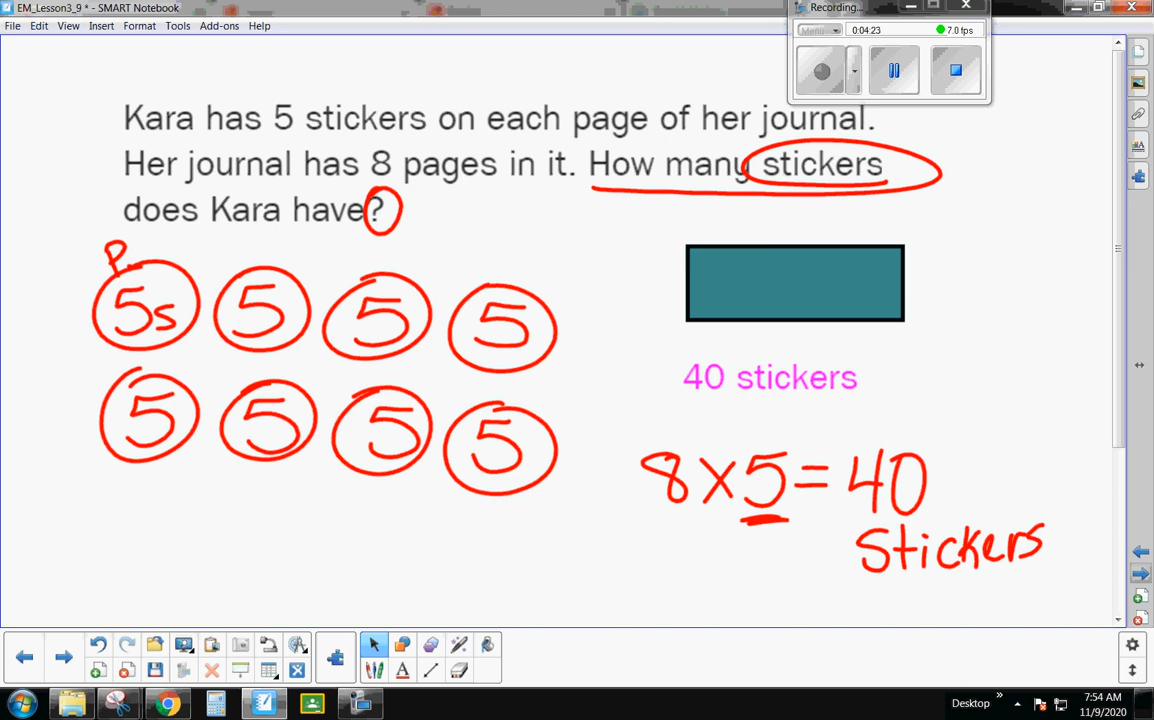 EM_Lesson3_9 * - SMART Notebook
Recording...
File Edit View Insert Format Tools Add-ons Help
Menu 0:04:23 7.0 fps
Kara has 5 stickers on each page of her journal.
Her journal has 8 pages in it. How many stickers
does Kara have?
P
5s 5 5 5
40 stickers
5 5 5 5
8 x 5 = 40
Stickers
Desktop »
7:54 AM
11/9/2020